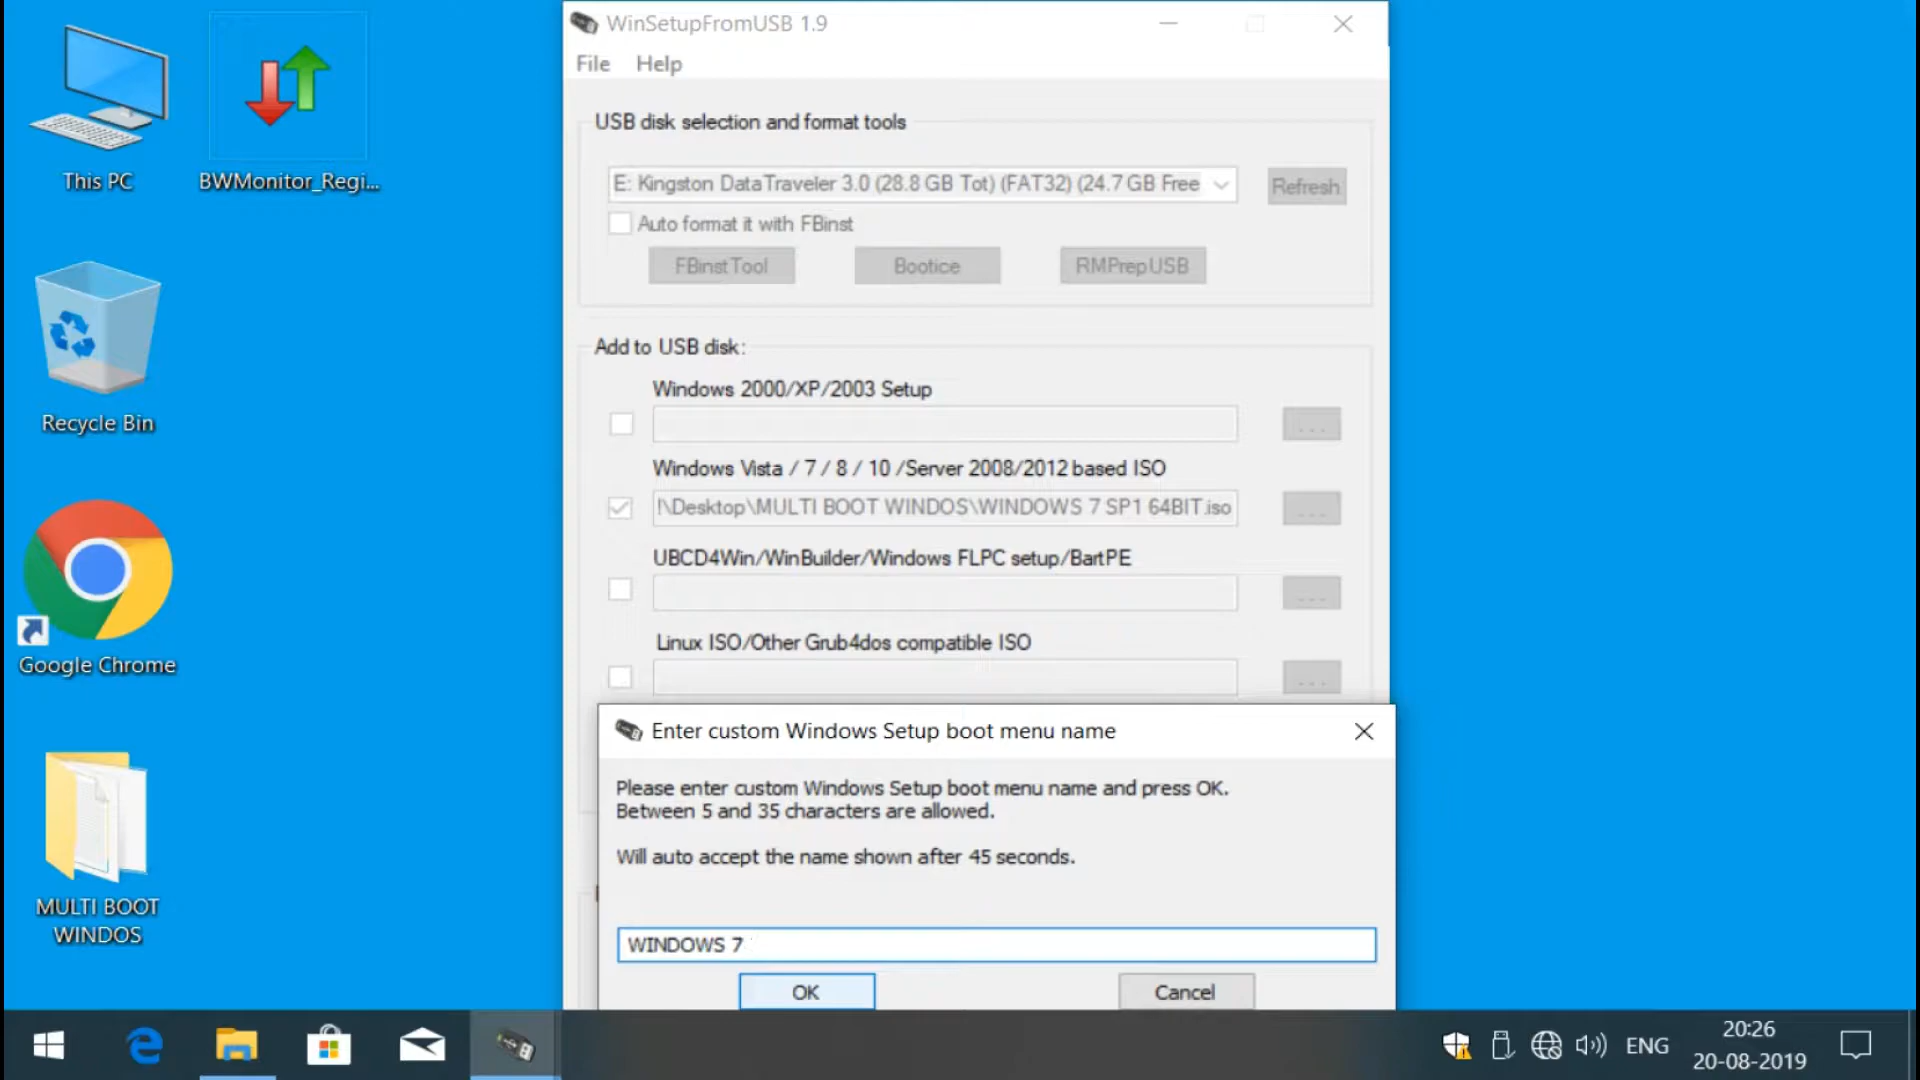 This PC
BWMonitor_Regi...
Recycle Bin
Google Chrome
MULTI BOOT
WINDOS
WinSetupFromUSB 1.9
File Help
USB disk selection and format tools
E: Kingston DataTraveler 3.0 (28.8 GB Tot) (FAT32) (24.7 GB Free
Refresh
Auto format it with FBinst
FBinstTool Bootice RMPrepUSB
Add to USB disk:
Windows 2000/XP/2003 Setup
...
Windows Vista / 7 / 8 / 10 /Server 2008/2012 based ISO
!\Desktop\MULTI BOOT WINDOS\WINDOWS 7 SP1 64BIT.iso
...
UBCD4Win/WinBuilder/Windows FLPC setup/BartPE
...
Linux ISO/Other Grub4dos compatible ISO
...
Enter custom Windows Setup boot menu name
Please enter custom Windows Setup boot menu name and press OK.
Between 5 and 35 characters are allowed.
Will auto accept the name shown after 45 seconds.
WINDOWS 7
OK Cancel
ENG
20:26
20-08-2019